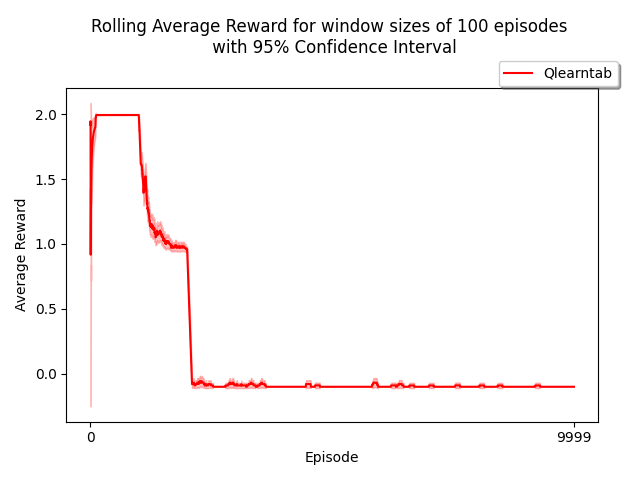 Rolling Average Reward for window sizes of 100 episodes
with 95% Confidence Interval
Qlearntab
Average Reward
2.0
1.5
1.0
0.5
0.0
0
9999
Episode